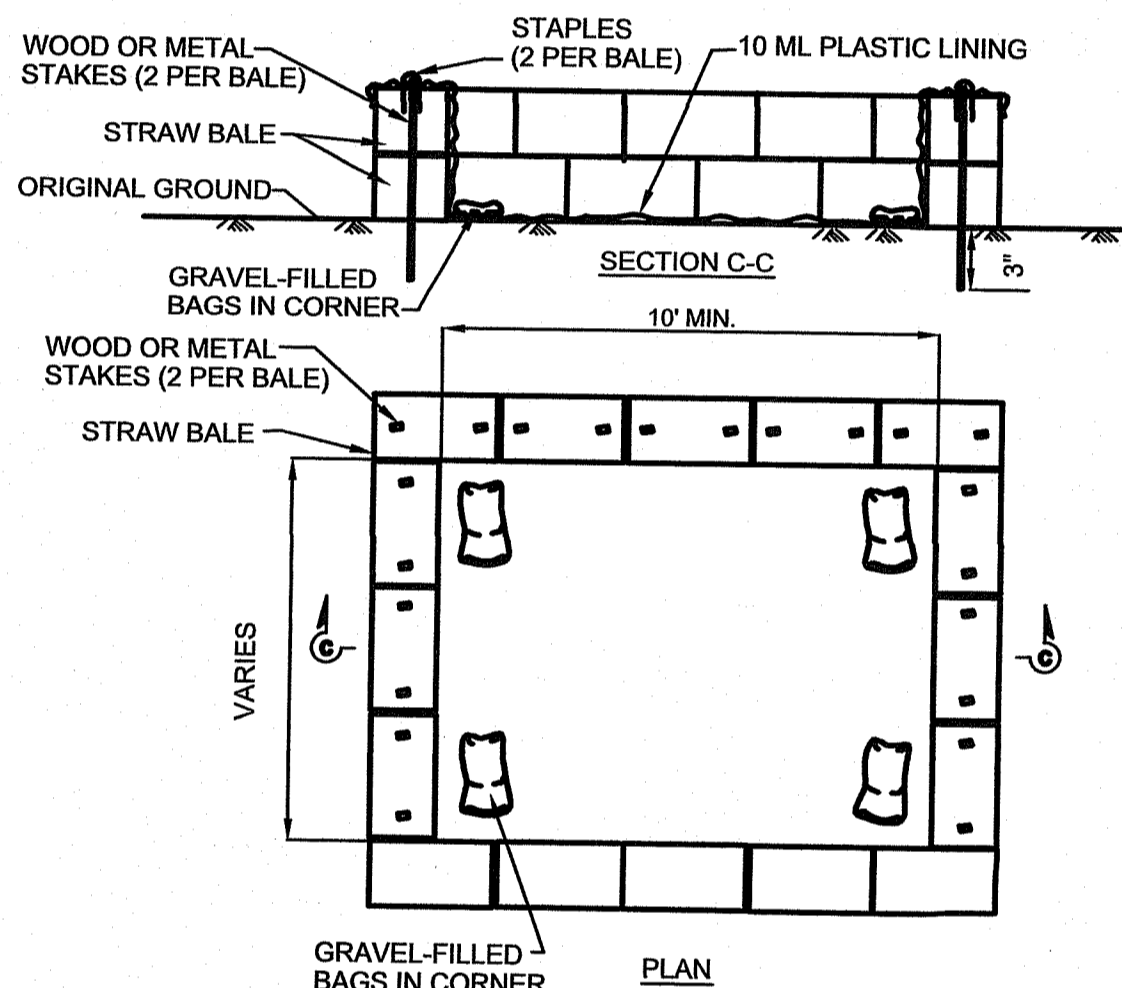 WOOD OR METAL
STAKES (2 PER BALE)
STAPLES
(2 PER BALE)
10 ML PLASTIC LINING
STRAW BALE
ORIGINAL GROUND
GRAVEL-FILLED
BAGS IN CORNER
SECTION C-C
3"
10' MIN.
WOOD OR METAL
STAKES (2 PER BALE)
STRAW BALE
VARIES
C
C
GRAVEL-FILLED
BAGS IN CORNER
PLAN